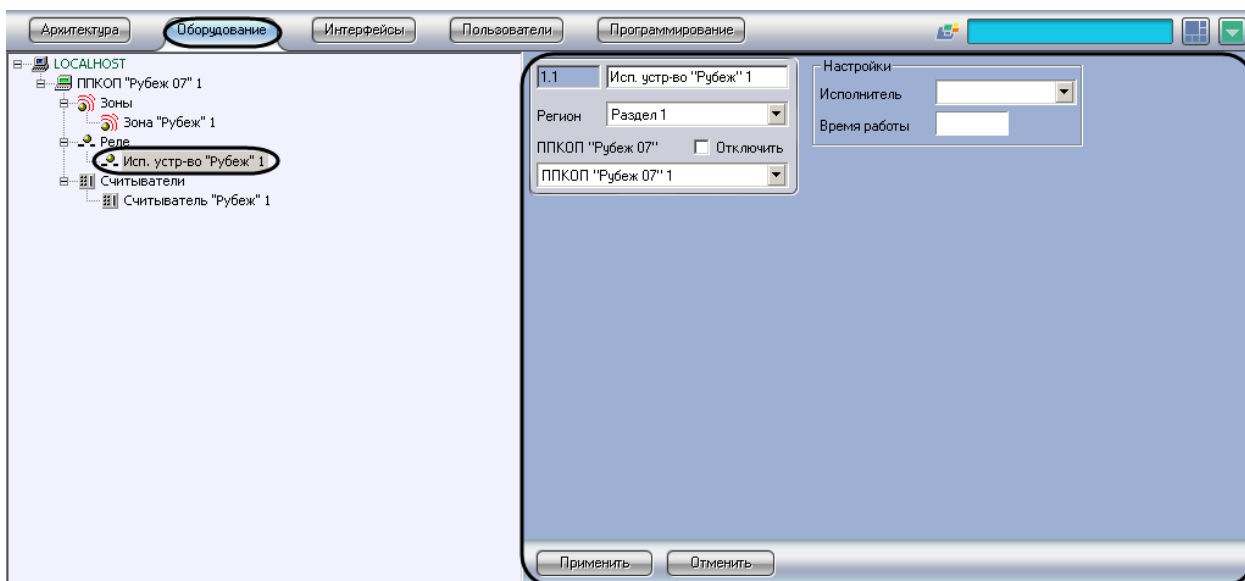 Архитектура Оборудование Интерфейсы Пользователи Программирование
LOCALHOST
ППКОП "Рубеж 07" 1
Зоны
Зона "Рубеж" 1
Реле
Исп. устр-во "Рубеж" 1
Считыватели
Считыватель "Рубеж" 1
1.1 Исп. устр-во "Рубеж" 1
Регион Раздел 1
ППКОП "Рубеж 07" Отключить
ППКОП "Рубеж 07" 1
Настройки
Исполнитель
Время работы
Применить Отменить